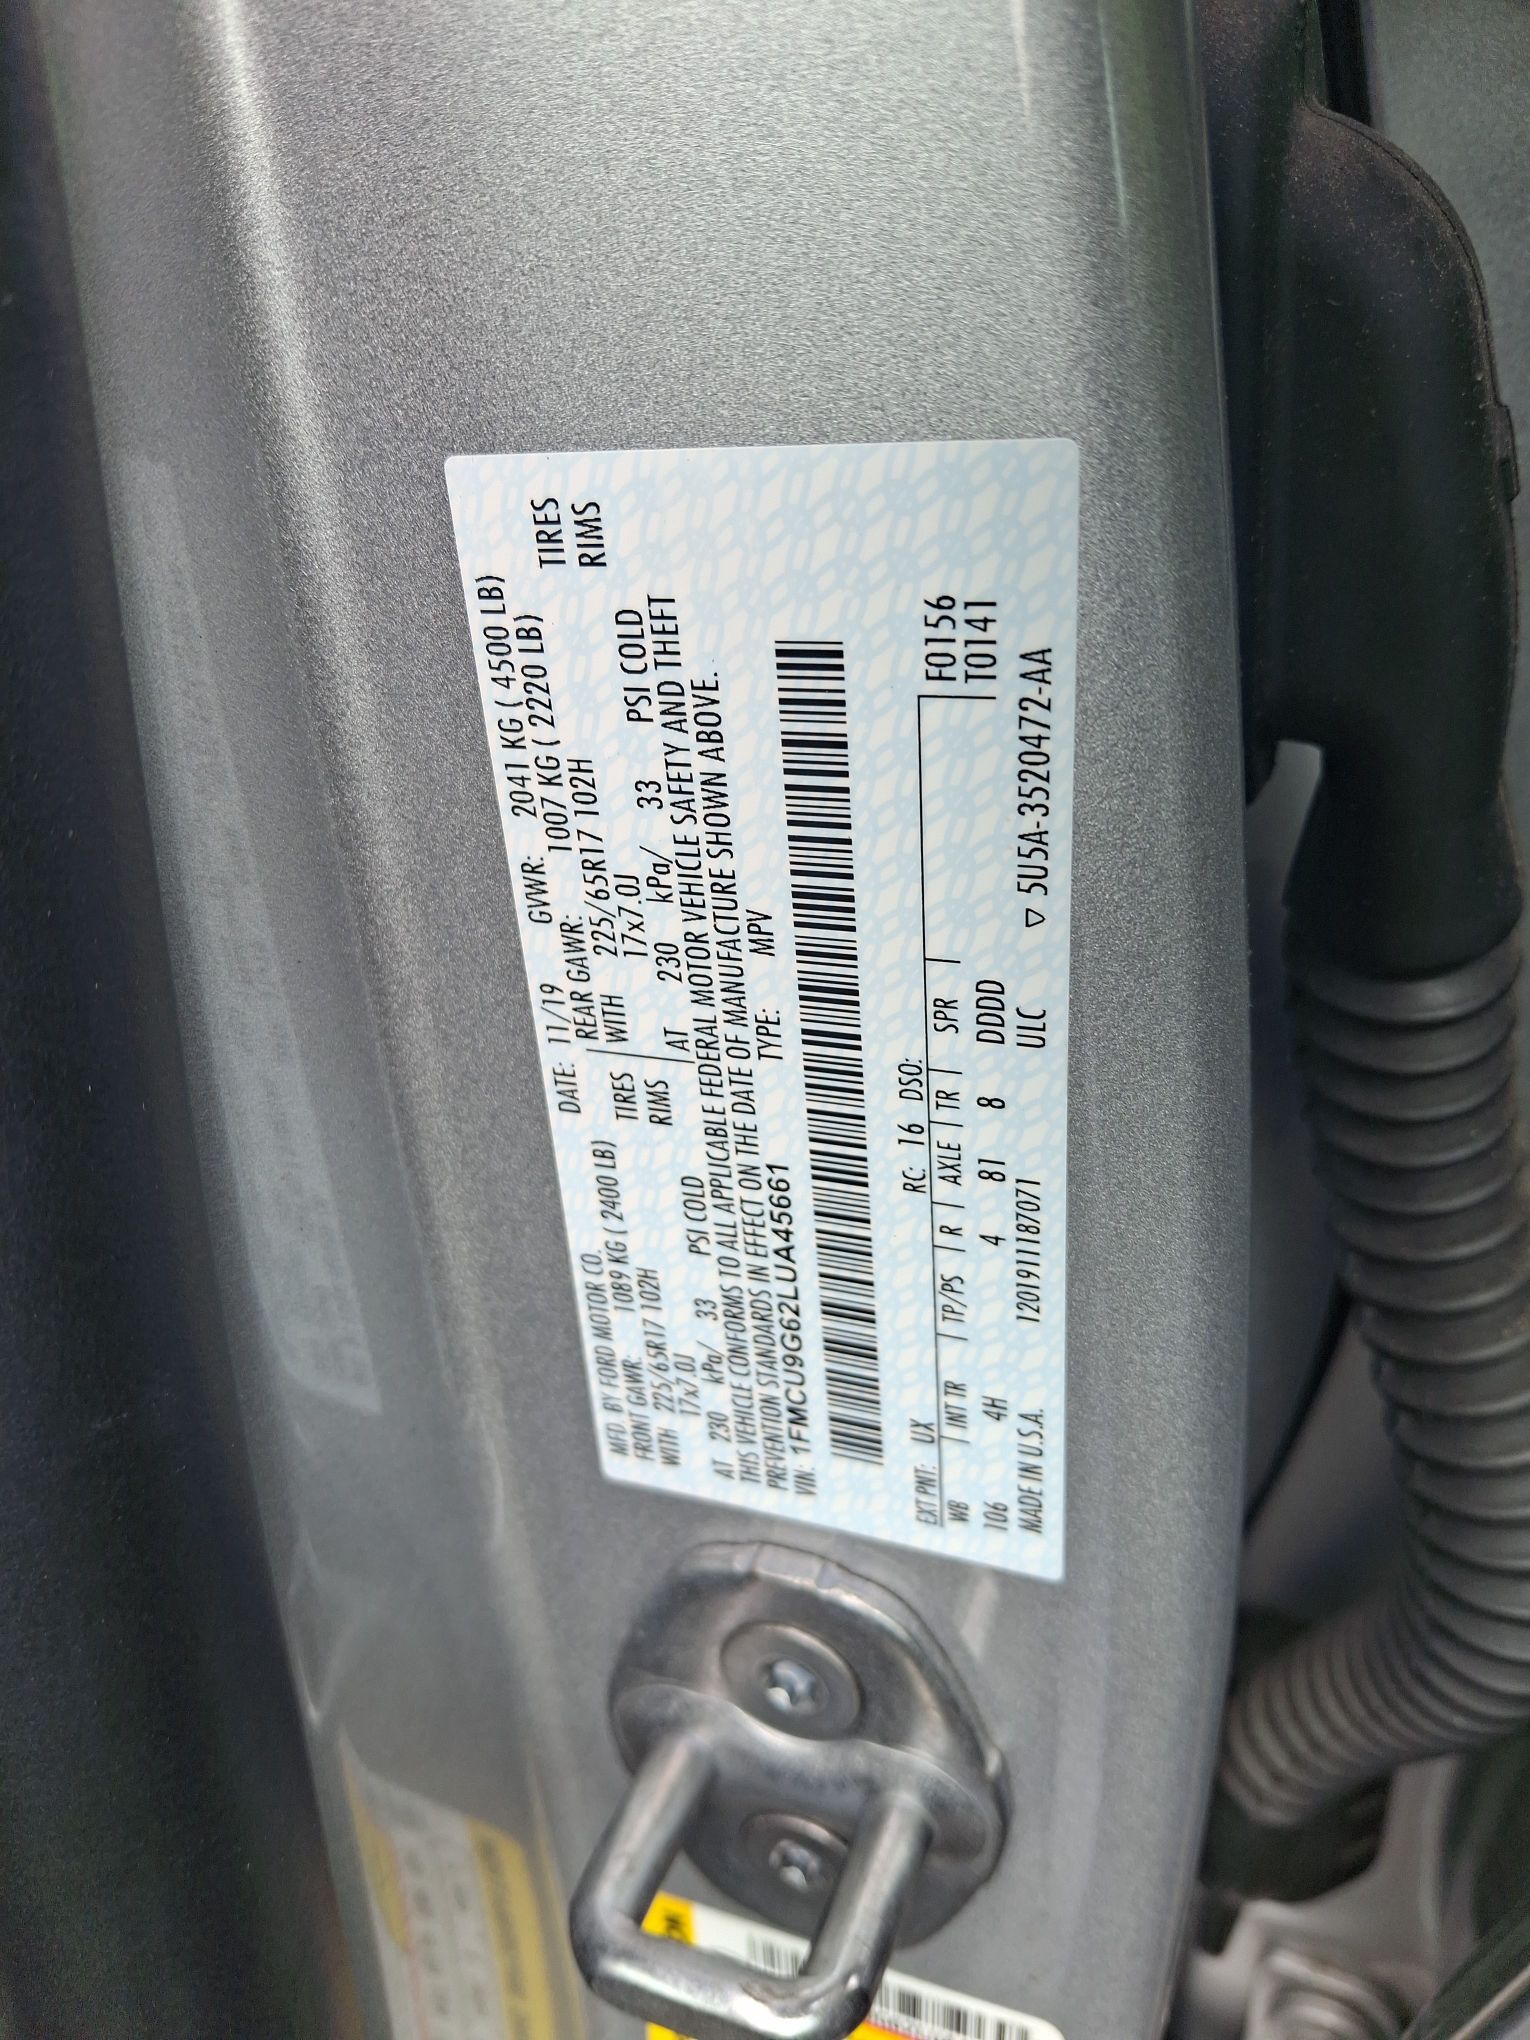 MFD. BY FORD MOTOR CO.
DATE: 11/19 GVWR: 2041 KG ( 4500 LB)
FRONT GAWR: 1089 KG ( 2400 LB) REAR GAWR: 1007 KG ( 2220 LB)
WITH 225/65R17 102H TIRES WITH 225/65R17 102H TIRES
17x7.0J RIMS 17x7.0J RIMS
AT 230 kPa/ 33 PSI COLD AT 230 kPa/ 33 PSI COLD
THIS VEHICLE CONFORMS TO ALL APPLICABLE FEDERAL MOTOR VEHICLE SAFETY AND THEFT
PREVENTION STANDARDS IN EFFECT ON THE DATE OF MANUFACTURE SHOWN ABOVE.
VIN: 1FMCU9G62LUA45661 TYPE: MPV
EXT PNT: UX RC: 16 DSO: F0156
WB INT TR TP/PS R AXLE TR SPR T0141
106 4H 4 81 8 DDDD
MADE IN U.S.A. 1201911187071 ULC ▽ 5U5A-3520472-AA